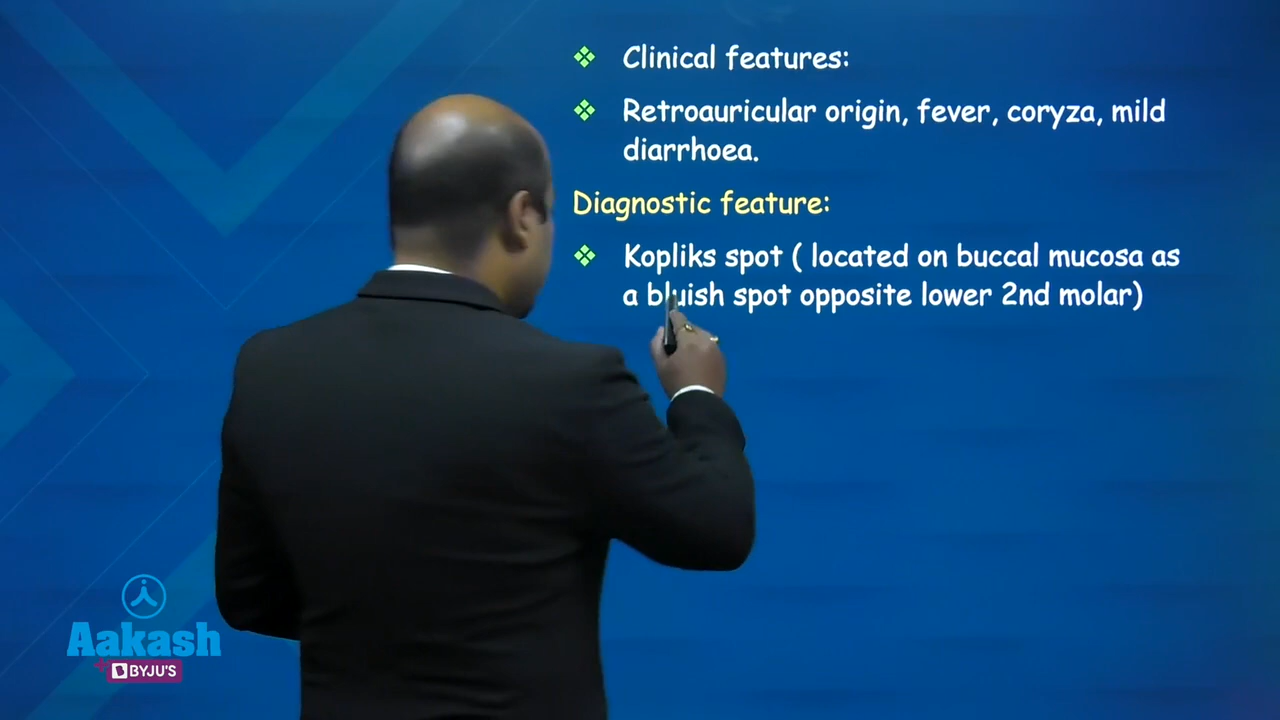 Clinical features:
Retroauricular origin, fever, coryza, mild
diarrhoea.
Diagnostic feature:
Kopliks spot ( located on buccal mucosa as
a bluish spot opposite lower 2nd molar)
Aakash
+ BYJU'S